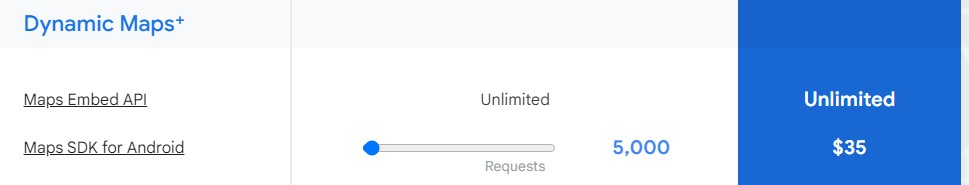 Dynamic Maps+
Maps Embed API Unlimited Unlimited
Maps SDK for Android 5,000 $35
Requests